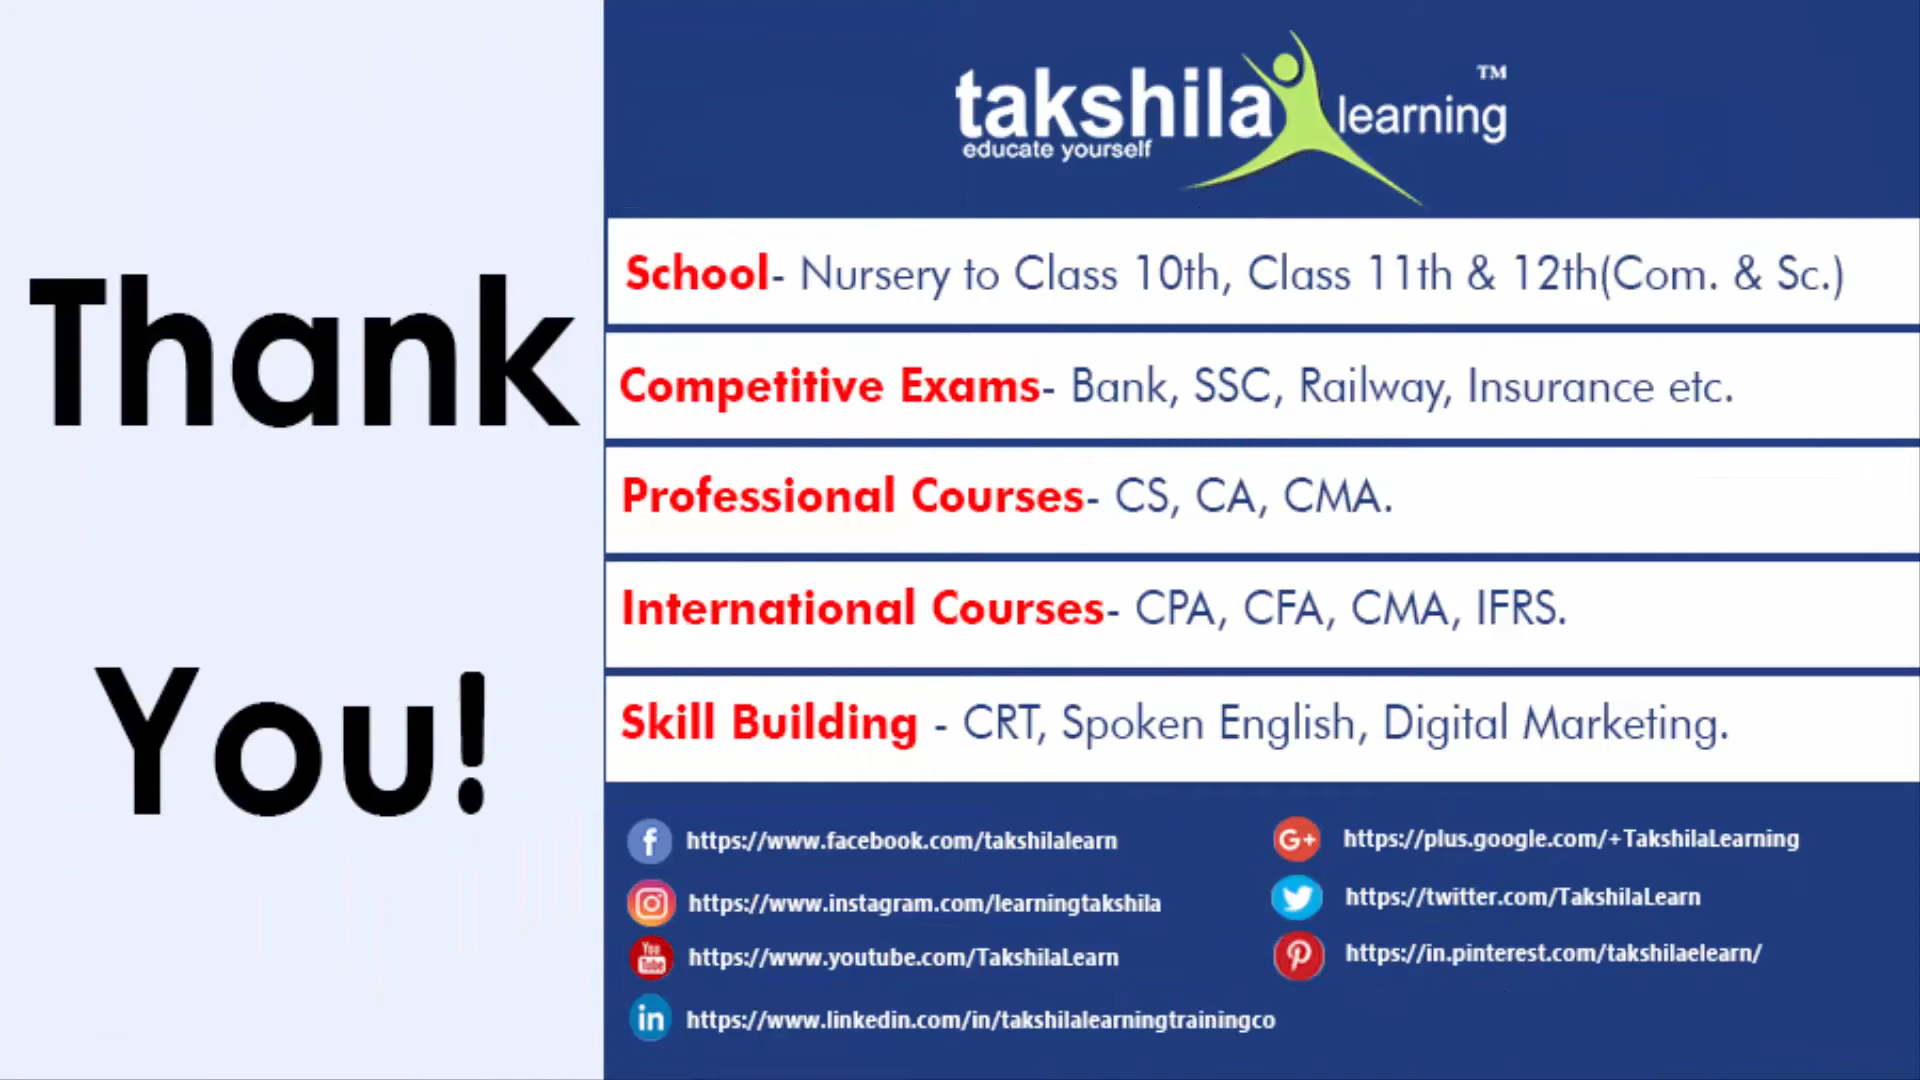 Thank
You!
takshila learning TM
educate yourself
School- Nursery to Class 10th, Class 11th & 12th(Com. & Sc.)
Competitive Exams- Bank, SSC, Railway, Insurance etc.
Professional Courses- CS, CA, CMA.
International Courses- CPA, CFA, CMA, IFRS.
Skill Building - CRT, Spoken English, Digital Marketing.
f https://www.facebook.com/takshilalearn
https://www.instagram.com/learningtakshila
You Tube https://www.youtube.com/TakshilaLearn
in https://www.linkedin.com/in/takshilalearningtrainingco
G+ https://plus.google.com/+TakshilaLearning
https://twitter.com/TakshilaLearn
https://in.pinterest.com/takshilaelearn/